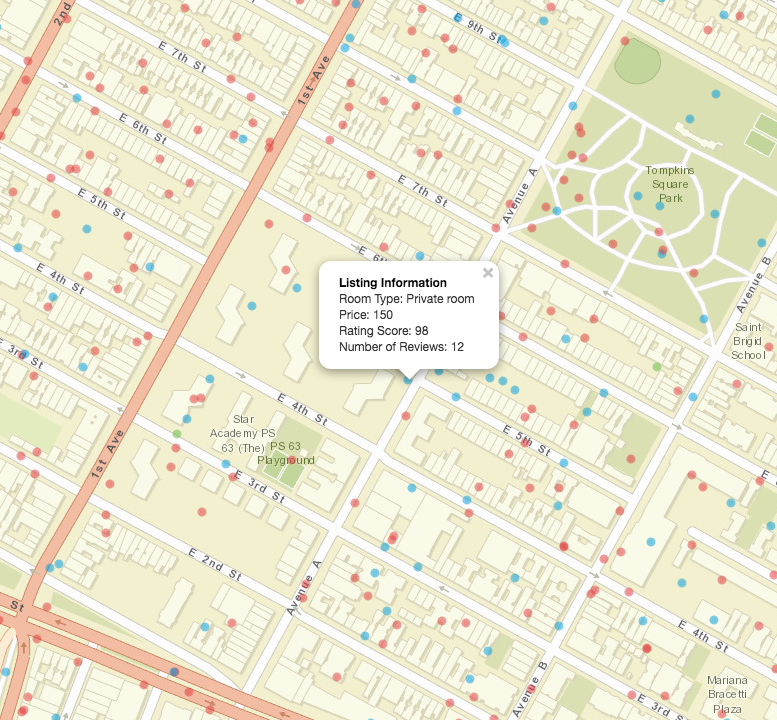 2nd
E 9th St
E 7th St
1st Ave
E 6th St
Tompkins
Square
Park
E 7th St
Avenue A
E 5th St
E 6th
Avenue B
E 4th St
×
Listing Information
Room Type: Private room
Price: 150
Rating Score: 98
Number of Reviews: 12
Saint
Brigid
School
E 3rd St
E 4th St
Star
Academy PS
63 (The)
PS 63
Playground
E 5th St
1st Ave
E 3rd St
E 2nd St
Avenue A
St
E 4th St
Avenue B
Mariana
Bracetti
Plaza
E 3rd St